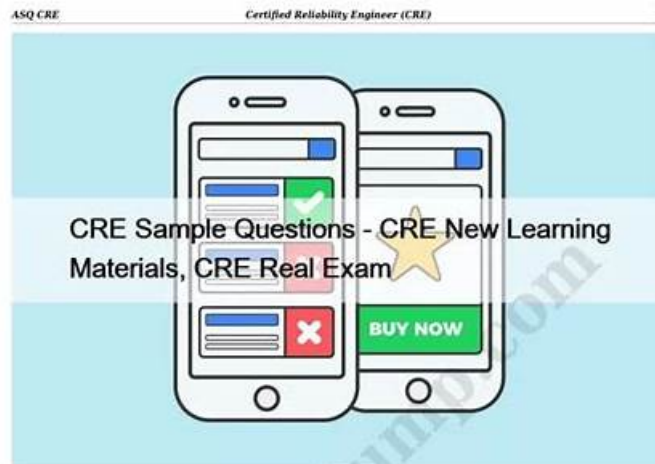 ASQ CRE Certified Reliability Engineer (CRE)
CRE Sample Questions - CRE New Learning
Materials, CRE Real Exam
BUY NOW